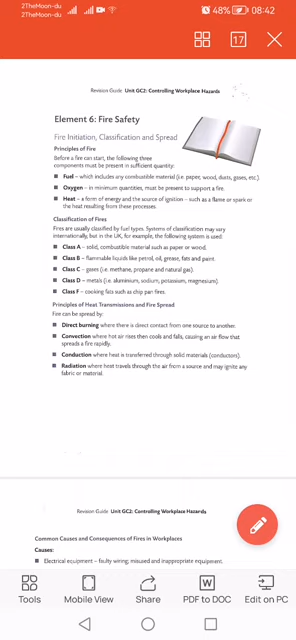 2TheMoon-du
2TheMoon-du
48%
08:42
17
Revision Guide Unit GC2: Controlling Workplace Hazards
Element 6: Fire Safety
Fire Initiation, Classification and Spread
Principles of Fire
Before a fire can start, the following three
components must be present in sufficient quantity:
Fuel – which includes any combustible material (i.e. paper, wood, dusts, gases, etc.).
Oxygen – in minimum quantities, must be present to support a fire.
Heat – a form of energy and the source of ignition – such as a flame or spark or
the heat resulting from these processes.
Classification of Fires
Fires are usually classified by fuel types. Systems of classification may vary
internationally, but in the UK, for example, the following system is used:
Class A – solid, combustible material such as paper or wood.
Class B – flammable liquids like petrol, oil, grease, fats and paint.
Class C – gases (i.e. methane, propane and natural gas).
Class D – metals (i.e. aluminium, sodium, potassium, magnesium).
Class F – cooking fats such as chip pan fires.
Principles of Heat Transmissions and Fire Spread
Fire can be spread by:
Direct burning where there is direct contact from one source to another.
Convection where hot air rises then cools and falls, causing an air flow that
spreads a fire rapidly.
Conduction where heat is transferred through solid materials (conductors).
Radiation where heat travels through the air from a source and may ignite any
fabric or material.
Revision Guide Unit GC2: Controlling Workplace Hazards
Common Causes and Consequences of Fires in Workplaces
Causes:
Electrical equipment – faulty wiring, misused and inappropriate equipment.
Tools
Mobile View
Share
PDF to DOC
Edit on PC